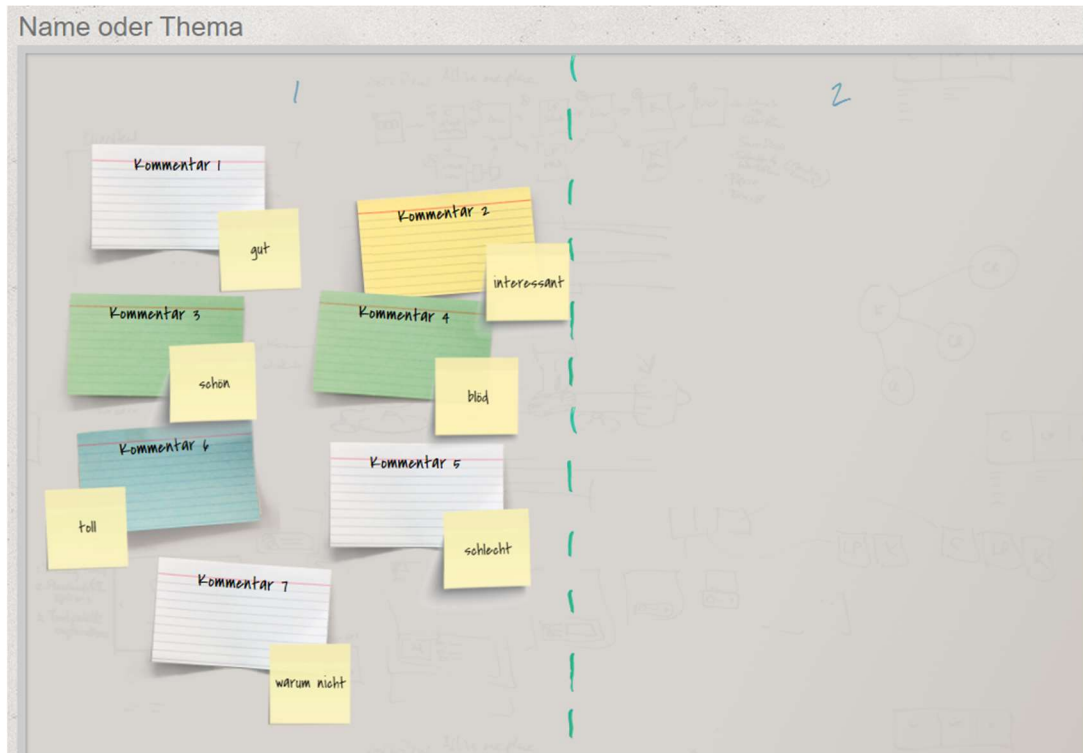 Name oder Thema
1
2
Kommentar 1
gut
Kommentar 2
interessant
Kommentar 3
schön
Kommentar 4
blöd
Kommentar 6
toll
Kommentar 5
schlecht
Kommentar 7
warum nicht